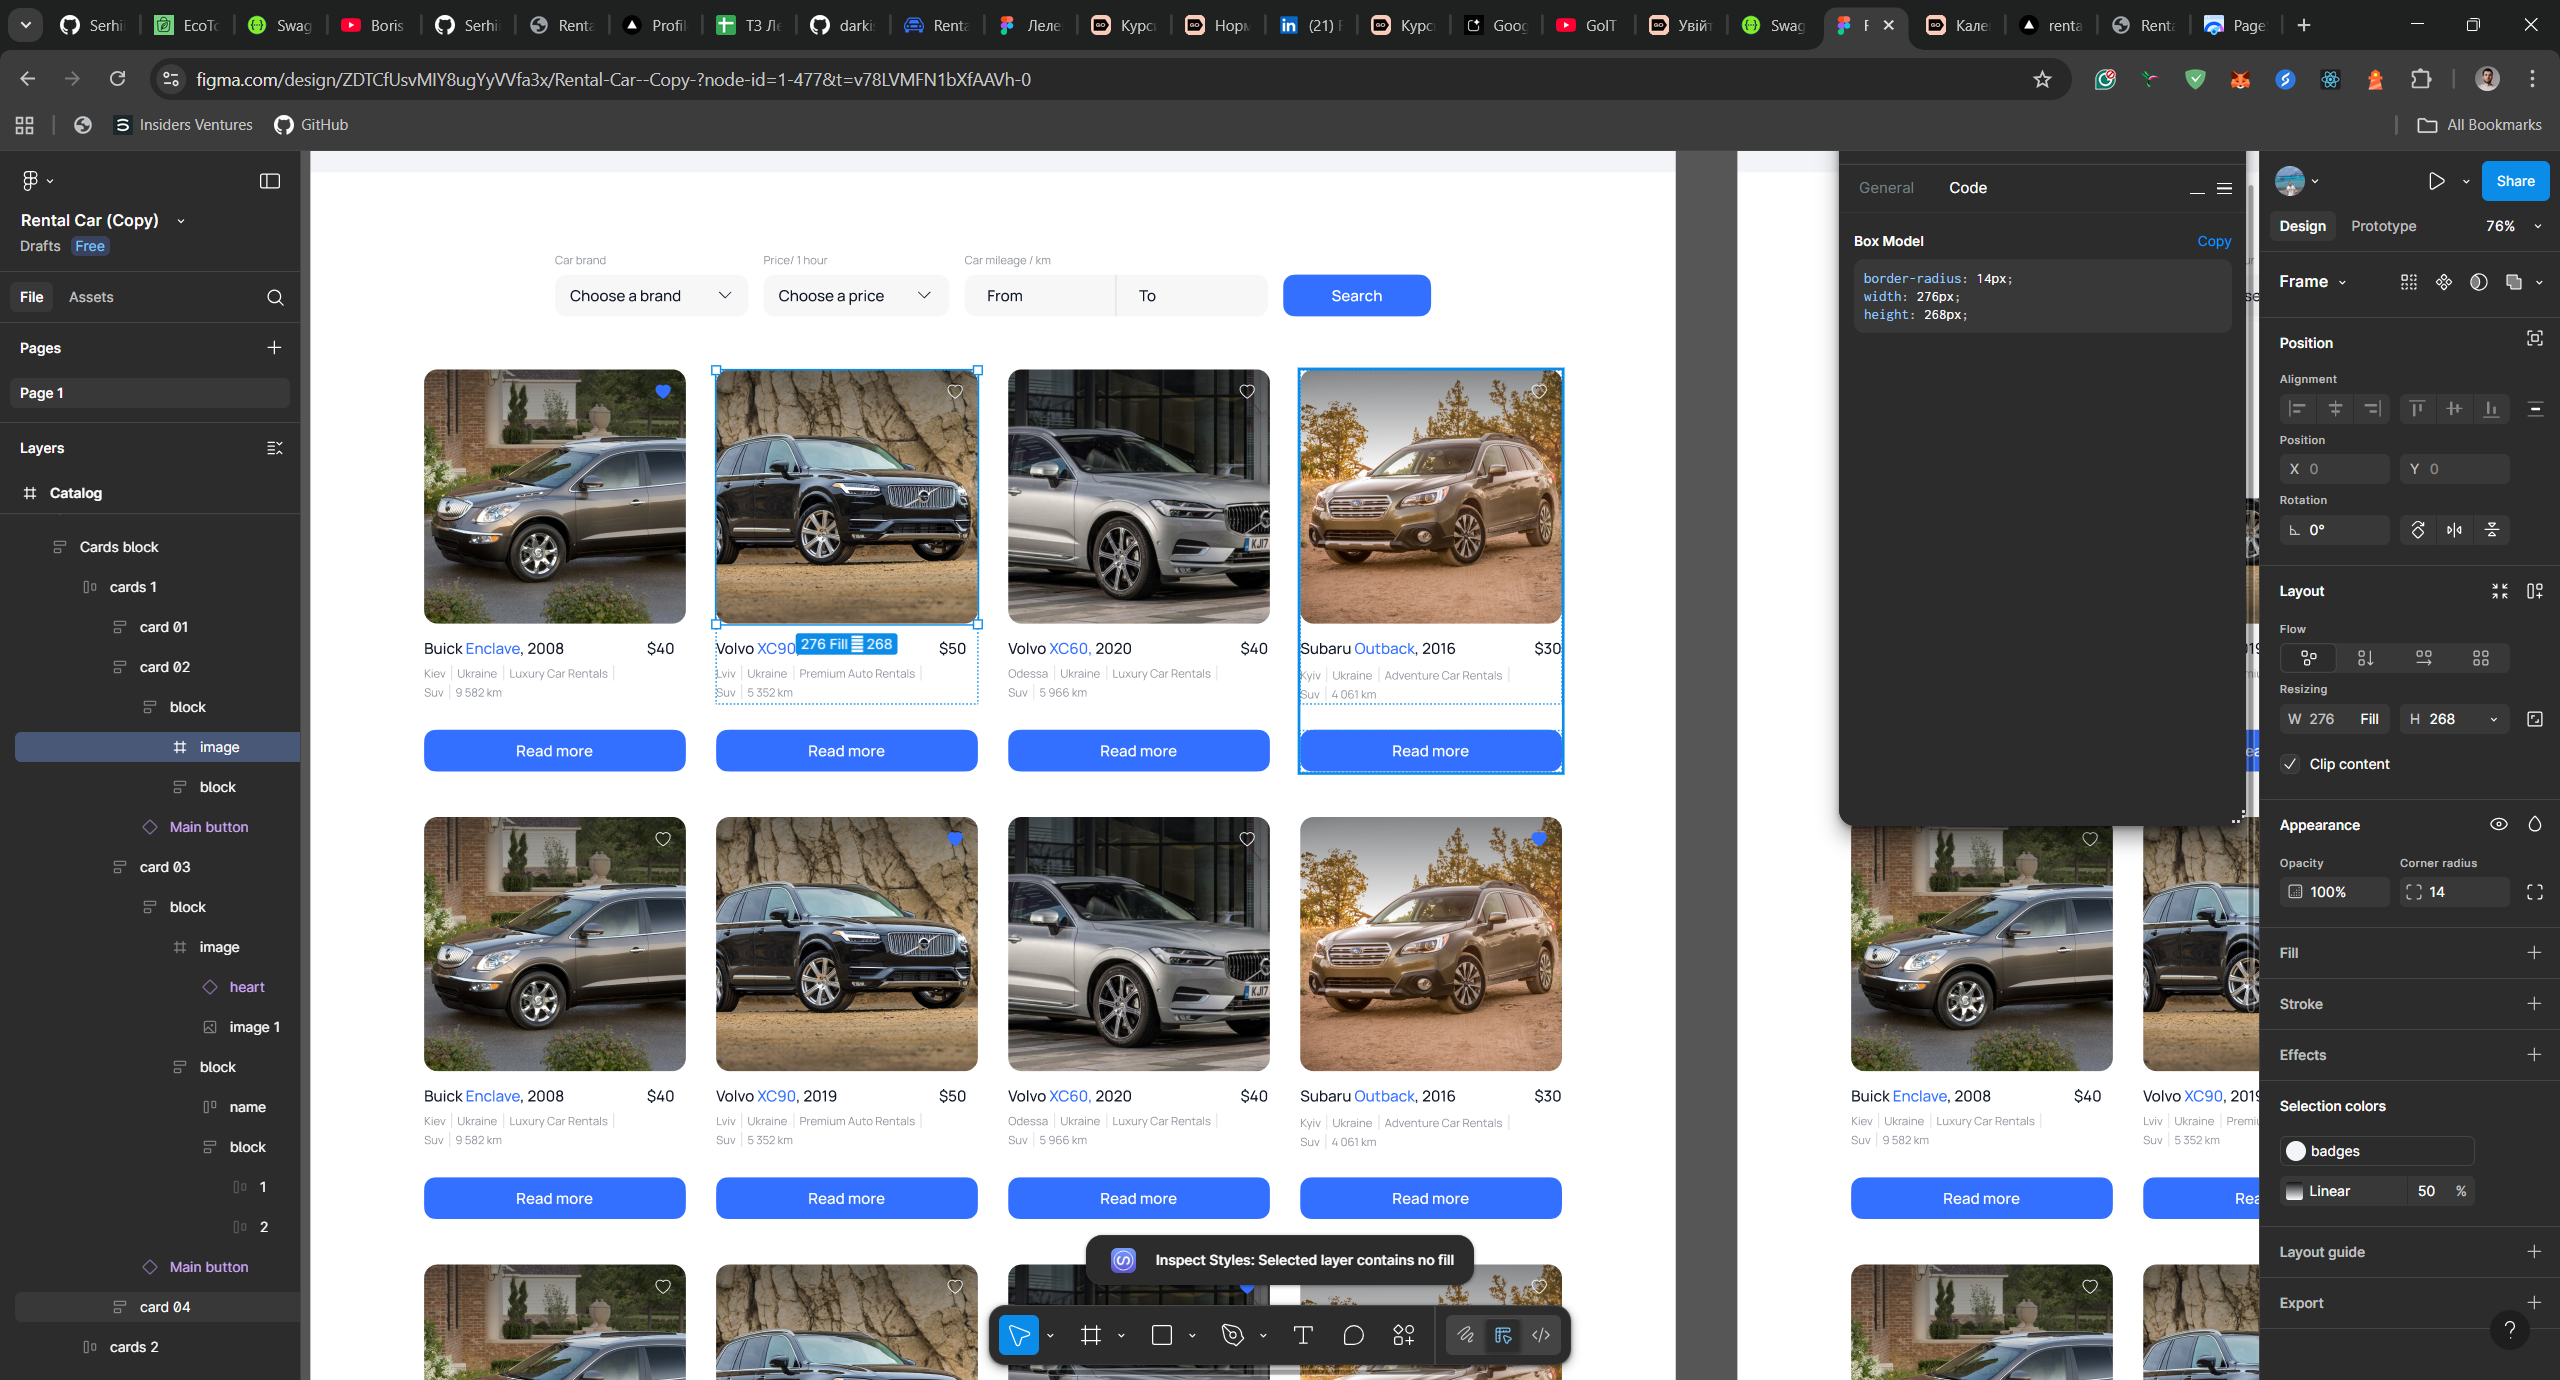 Serhii
EcoTo
Swag
Boris
Serhii
Renta
Profil
ТЗ Ле
darki
Renta
Леле
Курс
Норм
(21) F
Курс
Goog
GoIT
Увійт
Swag
F
Кале
renta
Renta
Page
figma.com/design/ZDTCfUsvMlY8ugYyVVfa3x/Rental-Car--Copy-?node-id=1-477&t=v78LVMFN1bXfAAVh-0
Insiders Ventures
GitHub
All Bookmarks
Rental Car (Copy)
Drafts Free
File Assets
Pages
Page 1
Layers
Catalog
Cards block
cards 1
card 01
card 02
block
image
block
Main button
card 03
block
image
heart
image 1
block
name
block
1
2
Main button
card 04
cards 2
Car brand Price/ 1 hour Car mileage / km
Choose a brand Choose a price From To Search
Buick Enclave, 2008 $40
Kiev Ukraine Luxury Car Rentals
Suv 9 582 km
Read more
Volvo XC90 $50
276 Fill 268
Lviv Ukraine Premium Auto Rentals
Suv 5 352 km
Read more
Volvo XC60, 2020 $40
Odessa Ukraine Luxury Car Rentals
Suv 5 966 km
Read more
Subaru Outback, 2016 $30
Kyiv Ukraine Adventure Car Rentals
Suv 4 061 km
Read more
KJ17
Buick Enclave, 2008 $40
Kiev Ukraine Luxury Car Rentals
Suv 9 582 km
Read more
Volvo XC90, 2019 $50
Lviv Ukraine Premium Auto Rentals
Suv 5 352 km
Read more
Volvo XC60, 2020 $40
Odessa Ukraine Luxury Car Rentals
Suv 5 966 km
Read more
Subaru Outback, 2016 $30
Kyiv Ukraine Adventure Car Rentals
Suv 4 061 km
Read more
KJ17
Inspect Styles: Selected layer contains no fill
General Code
Box Model Copy
border-radius: 14px;
width: 276px;
height: 268px;
Buick Enclave, 2008 $40
Kiev Ukraine Luxury Car Rentals
Suv 9 582 km
Read more
Volvo XC90, 2019
Lviv Ukraine Premiu
Suv 5 352 km
Rea
Share
Design Prototype 76%
Frame
Position
Alignment
Position
X 0 Y 0
Rotation
0°
Layout
Flow
Resizing
W 276 Fill H 268
Clip content
Appearance
Opacity Corner radius
100% 14
Fill
Stroke
Effects
Selection colors
badges
Linear 50 %
Layout guide
Export
?